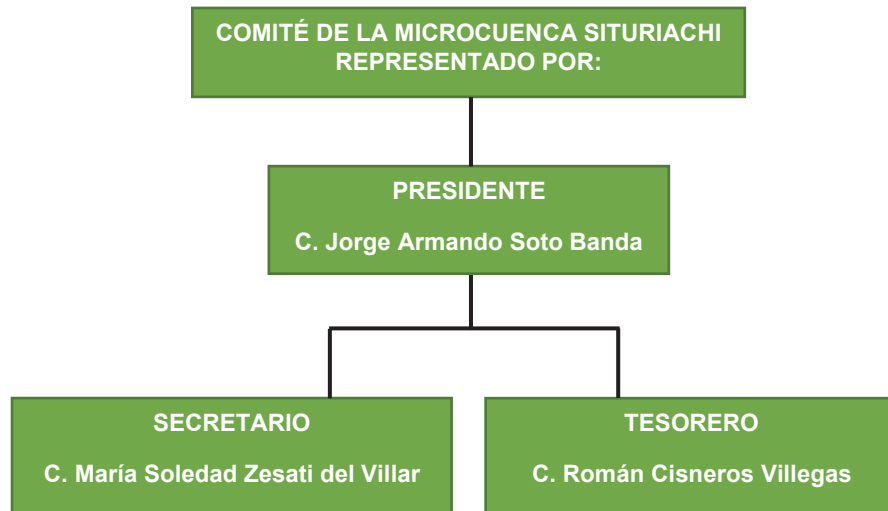 COMITÉ DE LA MICROCUENCA SITURIACHI
REPRESENTADO POR:
PRESIDENTE
C. Jorge Armando Soto Banda
SECRETARIO
C. María Soledad Zesati del Villar
TESORERO
C. Román Cisneros Villegas